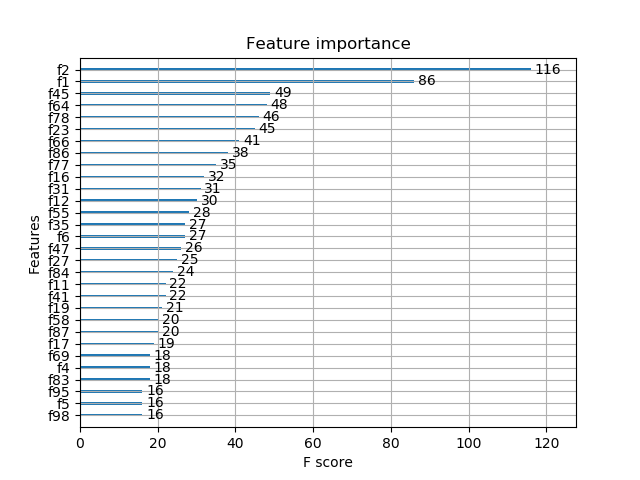 Feature importance
f2 116
f1 86
f45 49
f64 48
f78 46
f23 45
f66 41
f86 38
f77 35
f16 32
f31 31
f12 30
f55 28
f35 27
f6 27
f47 26
f27 25
f84 24
f11 22
f41 22
f19 21
f58 20
f87 20
f17 19
f69 18
f4 18
f83 18
f95 16
f5 16
f98 16
Features
0 20 40 60 80 100 120
F score